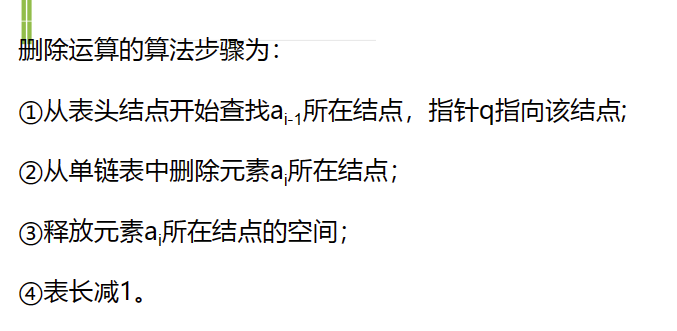 删除运算的算法步骤为：
①从表头结点开始查找aᵢ₋₁所在结点，指针q指向该结点;
②从单链表中删除元素aᵢ所在结点；
③释放元素aᵢ所在结点的空间；
④表长减1。